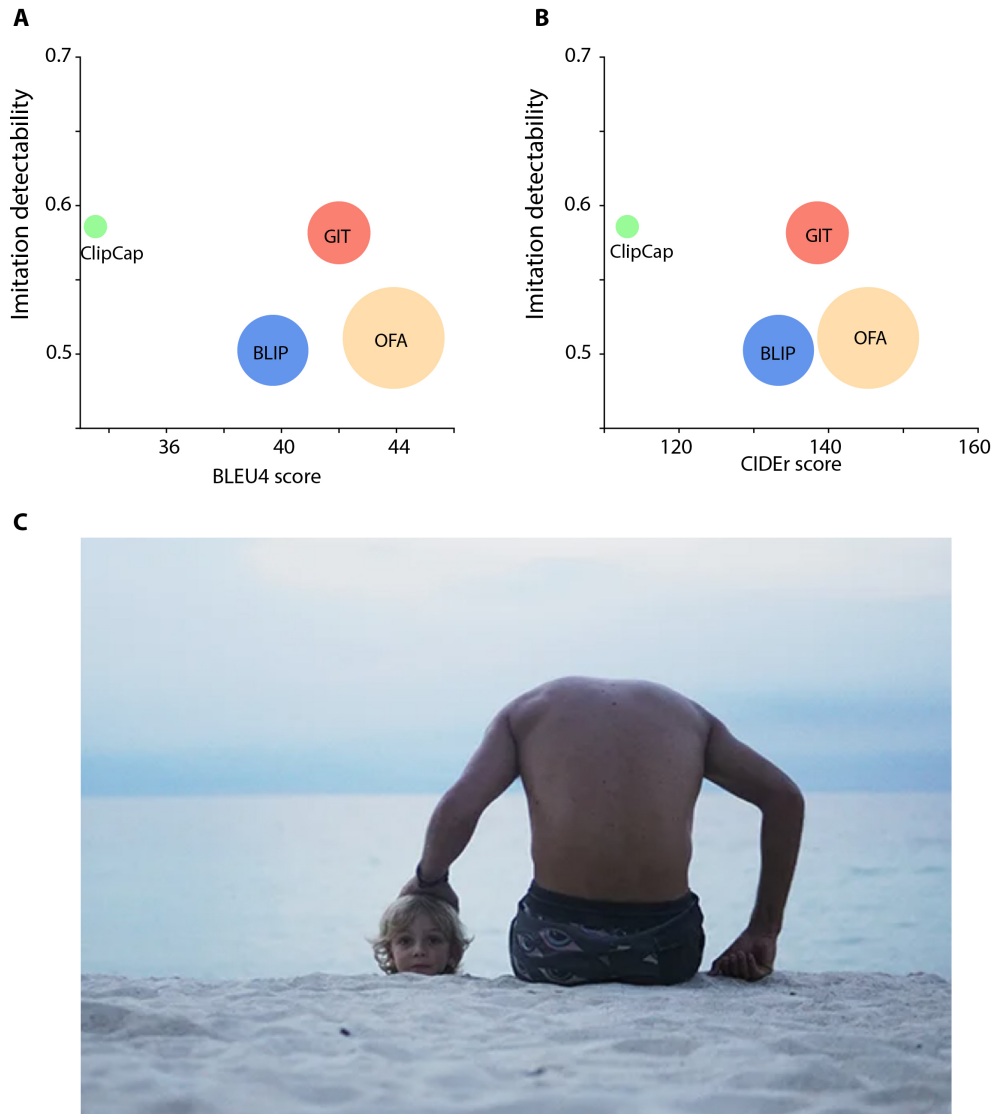 A
B
0.7
0.6
0.5
Imitation detectability
ClipCap
GIT
BLIP
OFA
36
40
44
BLEU4 score
0.7
0.6
0.5
Imitation detectability
ClipCap
GIT
BLIP
OFA
120
140
160
CIDEr score
C